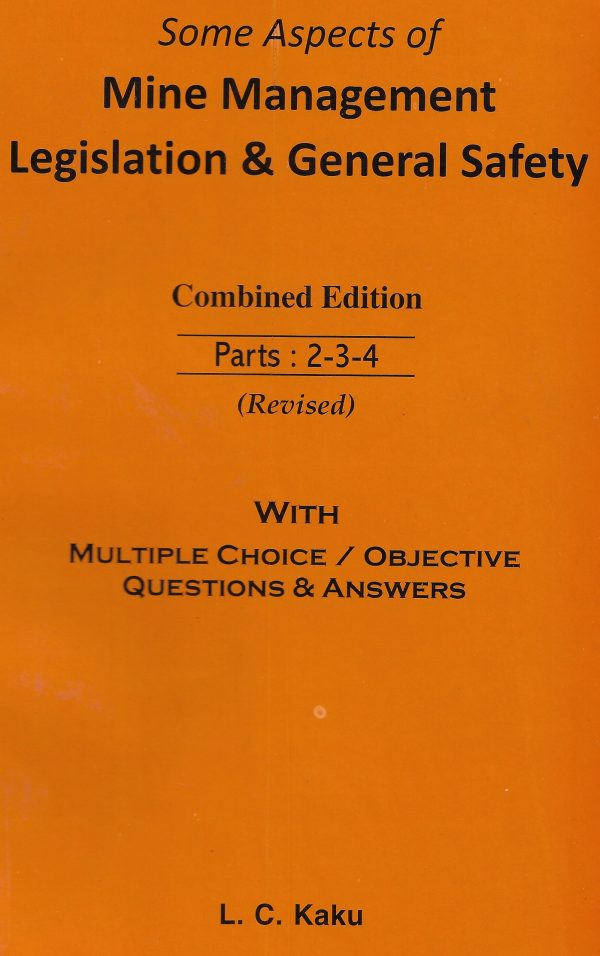 Some Aspects of
Mine Management
Legislation & General Safety
Combined Edition
Parts : 2-3-4
(Revised)
WITH
MULTIPLE CHOICE / OBJECTIVE
QUESTIONS & ANSWERS
L. C. Kaku